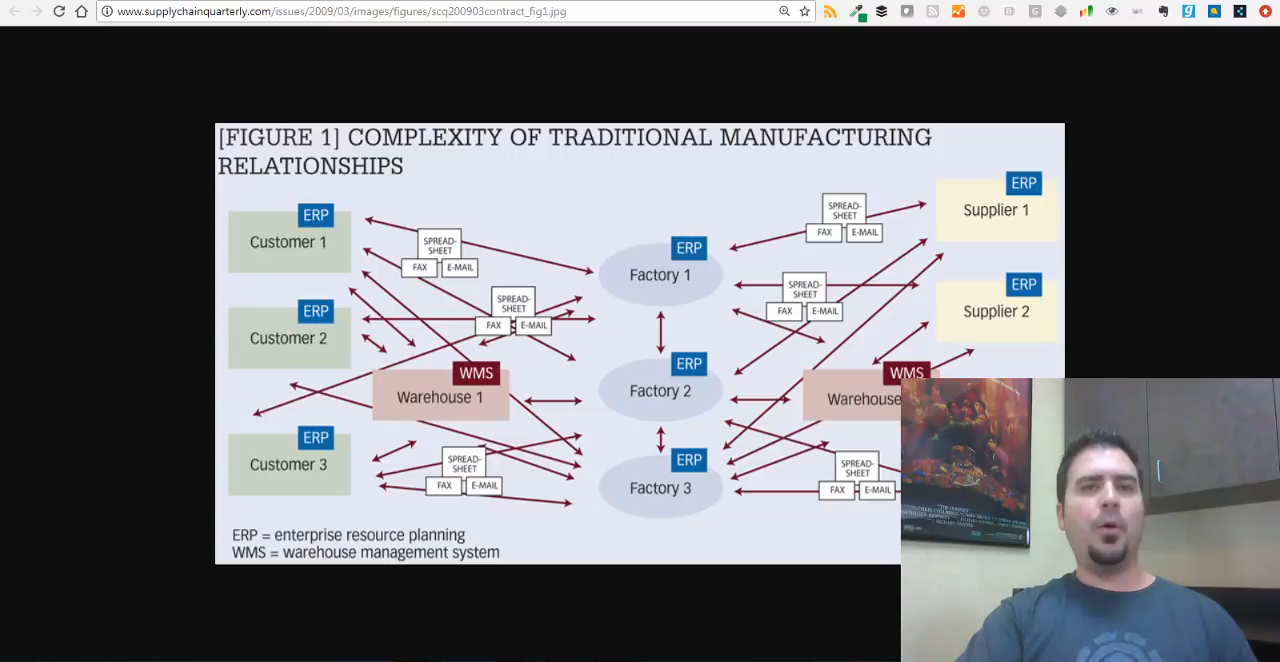 www.supplychainquarterly.com/issues/2009/03/images/figures/scq200903contract_fig1.jpg
[FIGURE 1] COMPLEXITY OF TRADITIONAL MANUFACTURING
RELATIONSHIPS
ERP
Customer 1
SPREAD-
SHEET
FAX
E-MAIL
ERP
Factory 1
SPREAD-
SHEET
FAX
E-MAIL
ERP
Supplier 1
ERP
Customer 2
SPREAD-
SHEET
FAX
E-MAIL
SPREAD-
SHEET
FAX
E-MAIL
ERP
Supplier 2
WMS
Warehouse 1
ERP
Factory 2
WMS
Warehouse
ERP
Customer 3
SPREAD-
SHEET
FAX
E-MAIL
ERP
Factory 3
SPREAD-
SHEET
FAX
E-MAIL
ERP = enterprise resource planning
WMS = warehouse management system